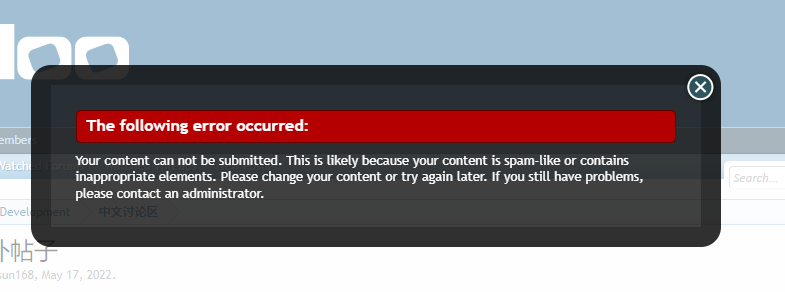 The following error occurred:
Your content can not be submitted. This is likely because your content is spam-like or contains
inappropriate elements. Please change your content or try again later. If you still have problems,
please contact an administrator.
Search...
Development
中文讨论区
帖子
sun168, May 17, 2022.